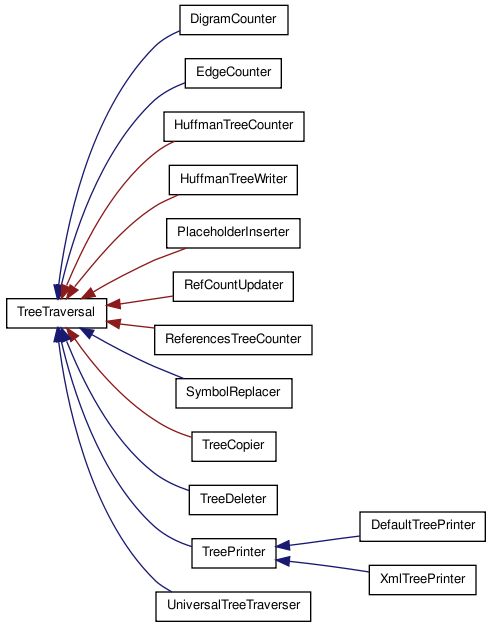 DigramCounter
EdgeCounter
HuffmanTreeCounter
HuffmanTreeWriter
PlaceholderInserter
RefCountUpdater
TreeTraversal
ReferencesTreeCounter
SymbolReplacer
TreeCopier
TreeDeleter
DefaultTreePrinter
TreePrinter
XmlTreePrinter
UniversalTreeTraverser